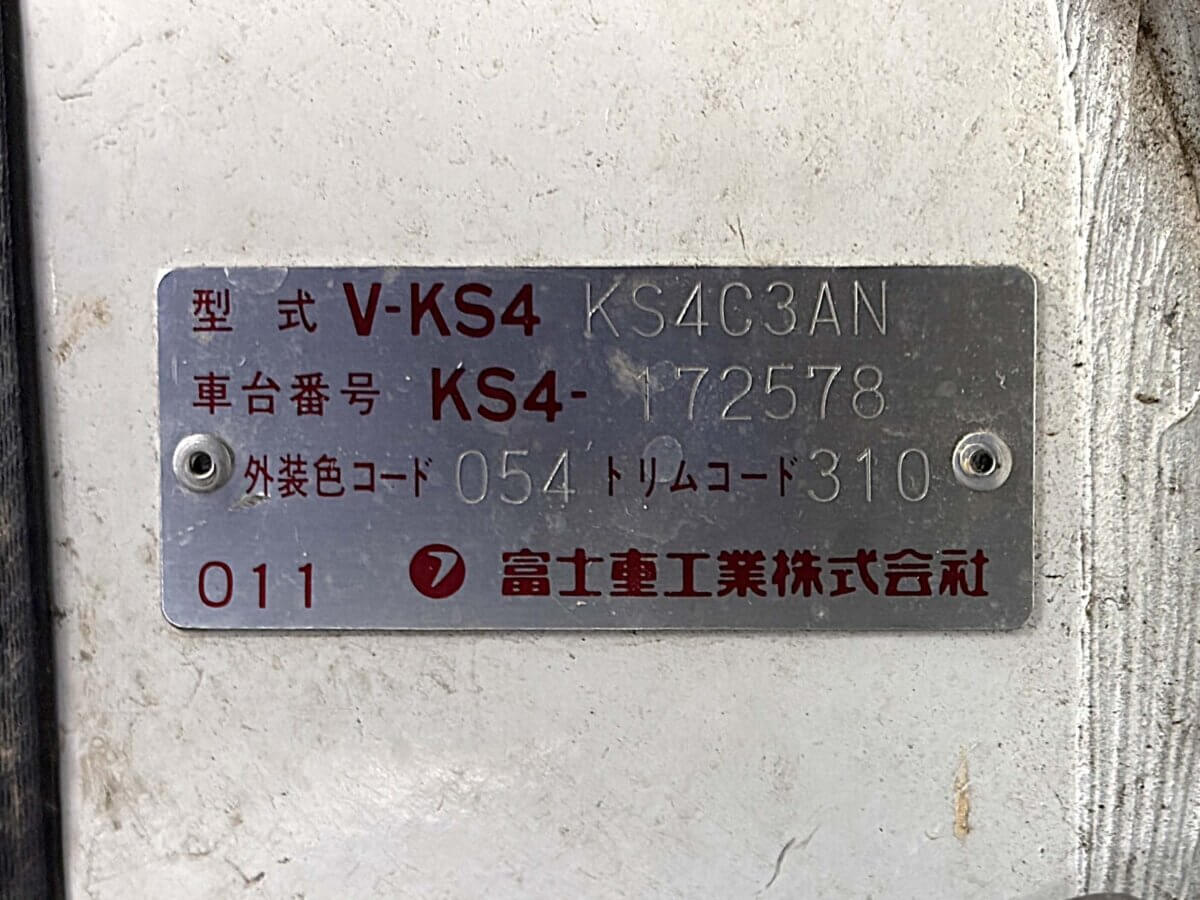 型式 V-KS4 KS4C3AN
車台番号 KS4- 172578
外装色コード 054 トリムコード 310
011 フ 富士重工業株式会社